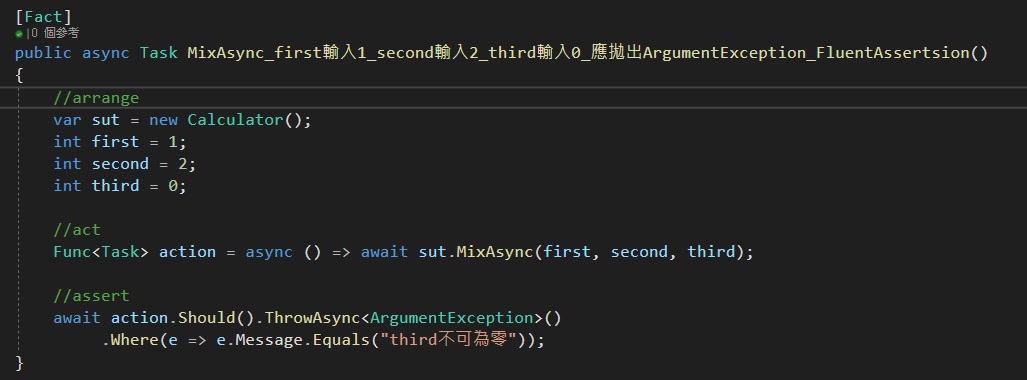 [Fact]
|0 個參考
public async Task MixAsync_first輸入1_second輸入2_third輸入0_應拋出ArgumentException_FluentAssertsion()
{
//arrange
var sut = new Calculator();
int first = 1;
int second = 2;
int third = 0;
//act
Func<Task> action = async () => await sut.MixAsync(first, second, third);
//assert
await action.Should().ThrowAsync<ArgumentException>()
.Where(e => e.Message.Equals("third不可為零"));
}